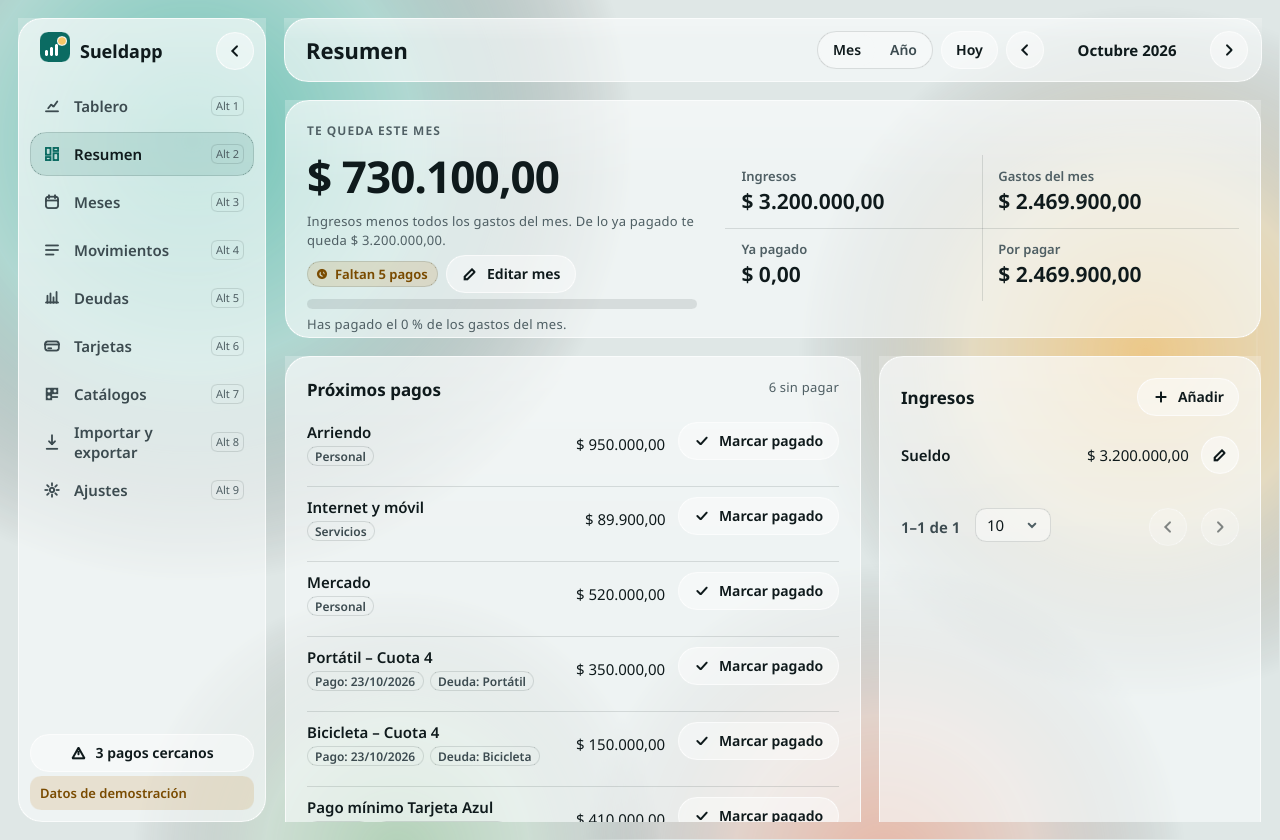 Sueldapp
Tablero Alt 1
Resumen Alt 2
Meses Alt 3
Movimientos Alt 4
Deudas Alt 5
Tarjetas Alt 6
Catálogos Alt 7
Importar y
exportar Alt 8
Ajustes Alt 9
3 pagos cercanos
Datos de demostración
Resumen
Mes Año Hoy Octubre 2026
TE QUEDA ESTE MES
$ 730.100,00
Ingresos menos todos los gastos del mes. De lo ya pagado te
queda $ 3.200.000,00.
Faltan 5 pagos Editar mes
Has pagado el 0 % de los gastos del mes.
Ingresos
$ 3.200.000,00
Gastos del mes
$ 2.469.900,00
Ya pagado
$ 0,00
Por pagar
$ 2.469.900,00
Próximos pagos 6 sin pagar
Arriendo
Personal
$ 950.000,00 Marcar pagado
Internet y móvil
Servicios
$ 89.900,00 Marcar pagado
Mercado
Personal
$ 520.000,00 Marcar pagado
Portátil – Cuota 4
Pago: 23/10/2026 Deuda: Portátil
$ 350.000,00 Marcar pagado
Bicicleta – Cuota 4
Pago: 23/10/2026 Deuda: Bicicleta
$ 150.000,00 Marcar pagado
Pago mínimo Tarjeta Azul
$ 410.000,00 Marcar pagado
Ingresos Añadir
Sueldo $ 3.200.000,00
1–1 de 1 10